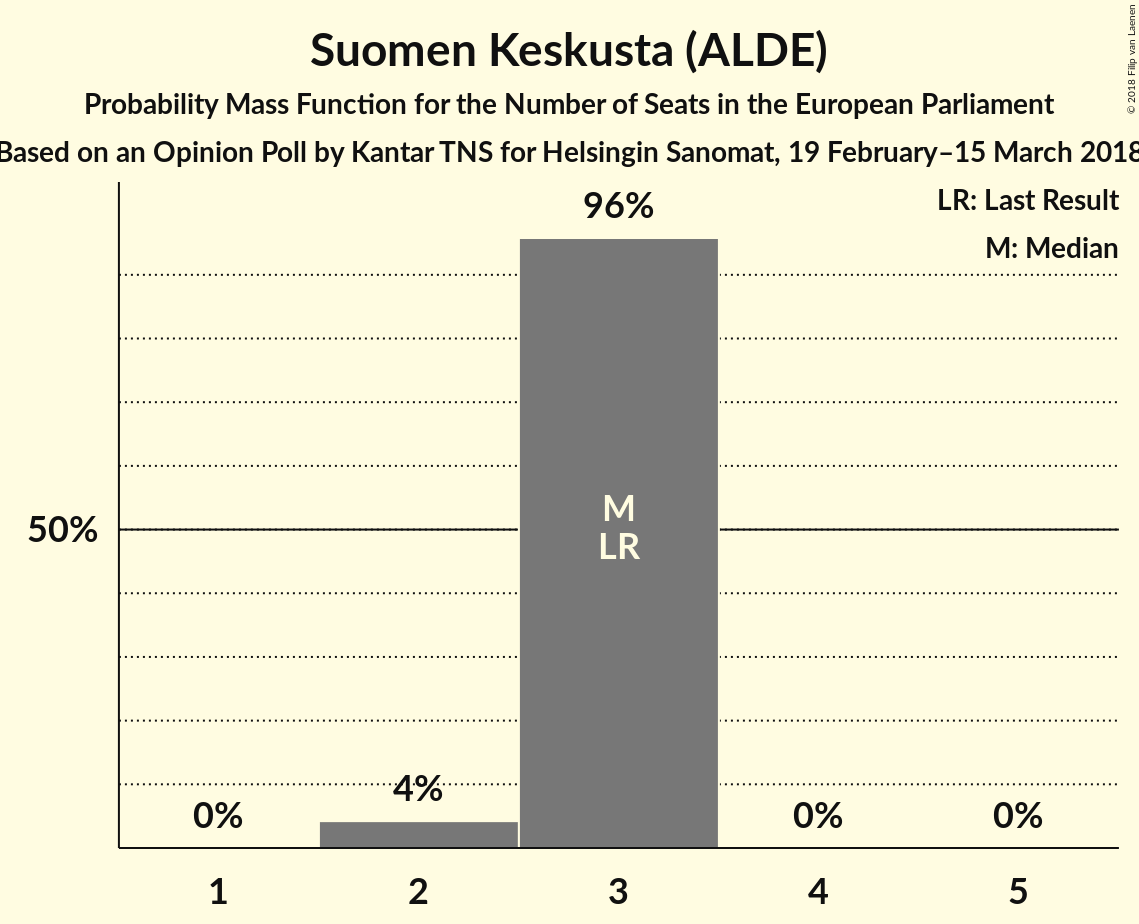 Suomen Keskusta (ALDE)
Probability Mass Function for the Number of Seats in the European Parliament
Based on an Opinion Poll by Kantar TNS for Helsingin Sanomat, 19 February–15 March 2018
© 2018 Filip van Laenen
LR: Last Result
M: Median
96%
50%
M
LR
0%
4%
0%
0%
1
2
3
4
5